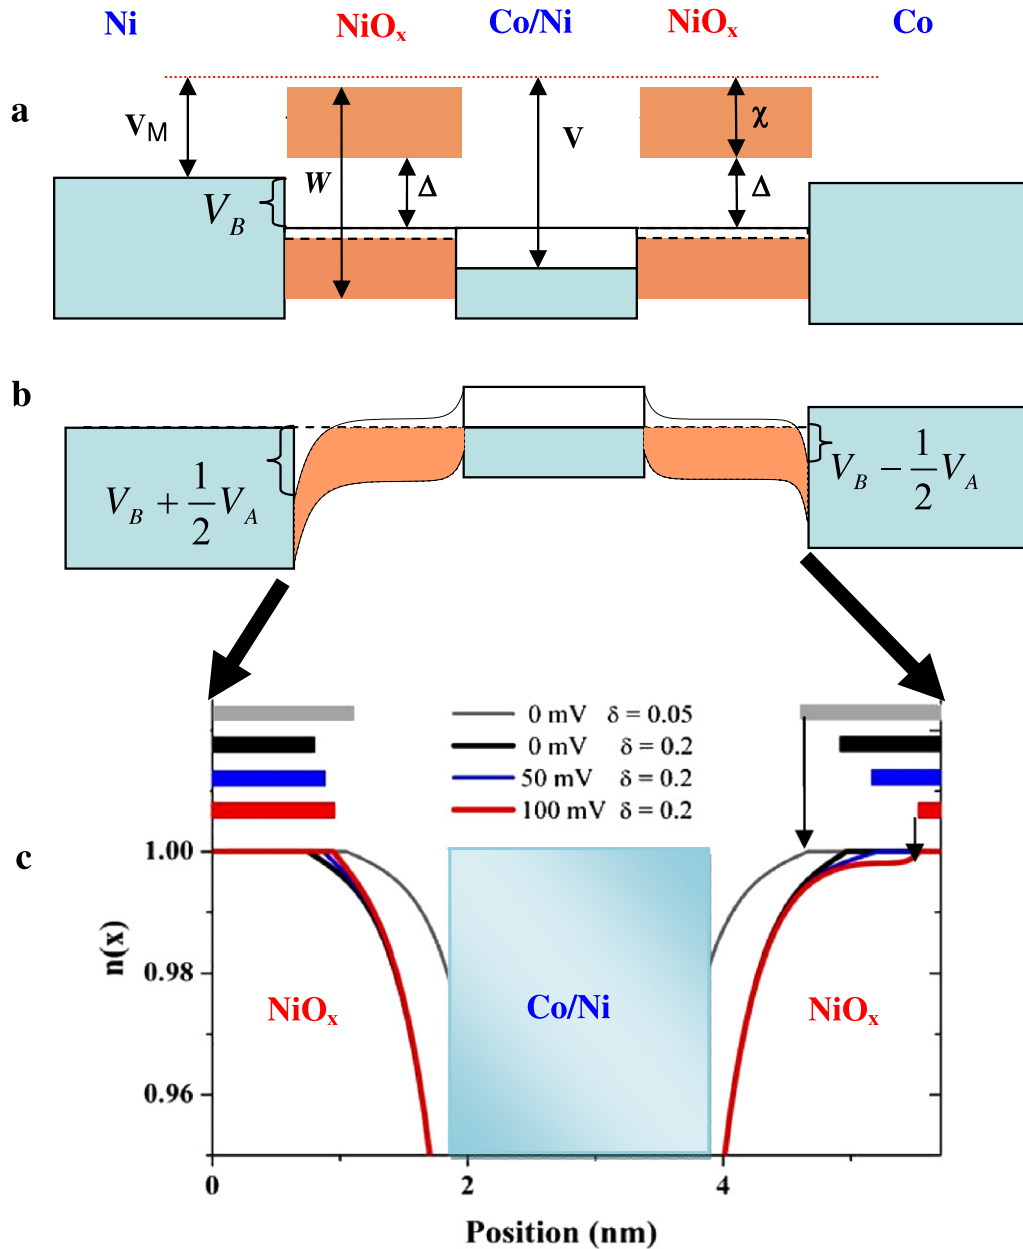 Ni NiOx Co/Ni NiOx Co
a
VM W Δ V χ Δ
VB
b
VB + 1/2 VA VB − 1/2 VA
0 mV δ = 0.05
0 mV δ = 0.2
50 mV δ = 0.2
100 mV δ = 0.2
c
1.00
0.98
0.96
n(x)
NiOx Co/Ni NiOx
0 2 4
Position (nm)